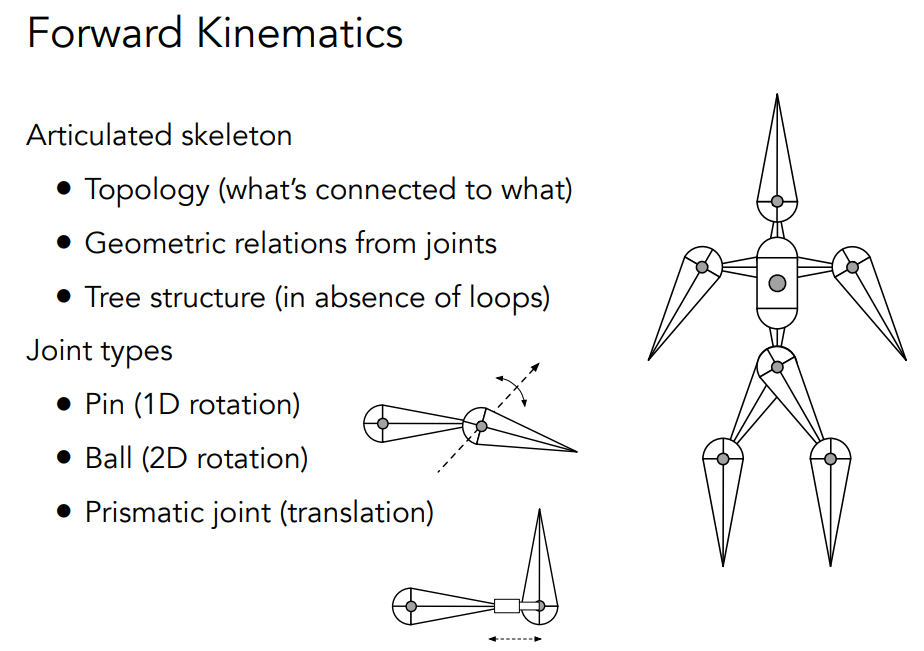 Forward Kinematics
Articulated skeleton
• Topology (what's connected to what)
• Geometric relations from joints
• Tree structure (in absence of loops)
Joint types
• Pin (1D rotation)
• Ball (2D rotation)
• Prismatic joint (translation)